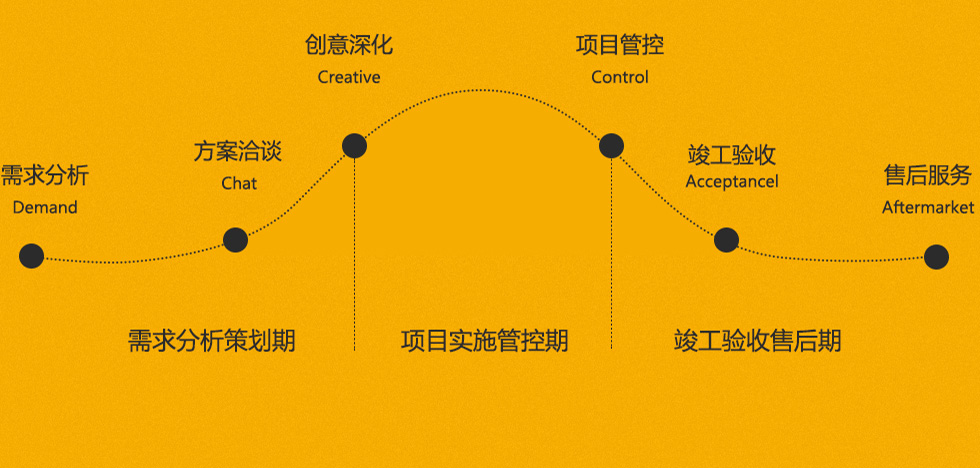 创意深化
Creative
项目管控
Control
方案洽谈
Chat
竣工验收
Acceptancel
需求分析
Demand
售后服务
Aftermarket
需求分析策划期
项目实施管控期
竣工验收售后期